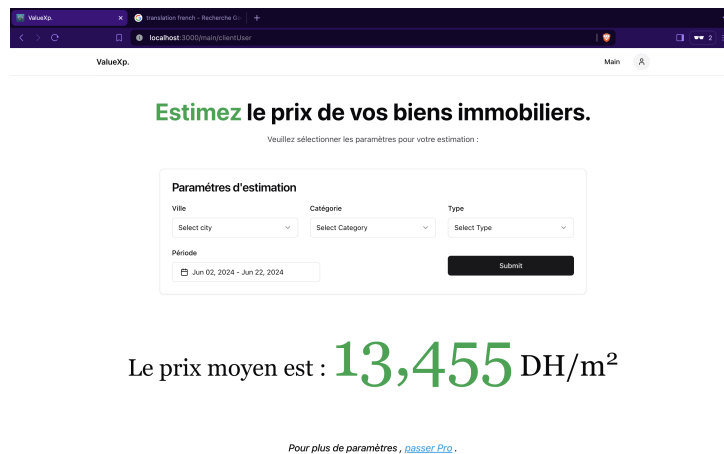 ValueXp.
translation french - Recherche Go
localhost:3000/main/clientUser
2
ValueXp.
Main
Estimez le prix de vos biens immobiliers.
Veuillez sélectionner les paramètres pour votre estimation :
Paramétres d'estimation
Ville Catégorie Type
Select city Select Category Select Type
Période
Jun 02, 2024 - Jun 22, 2024 Submit
Le prix moyen est : 13,455 DH/m²
Pour plus de paramètres , passer Pro .